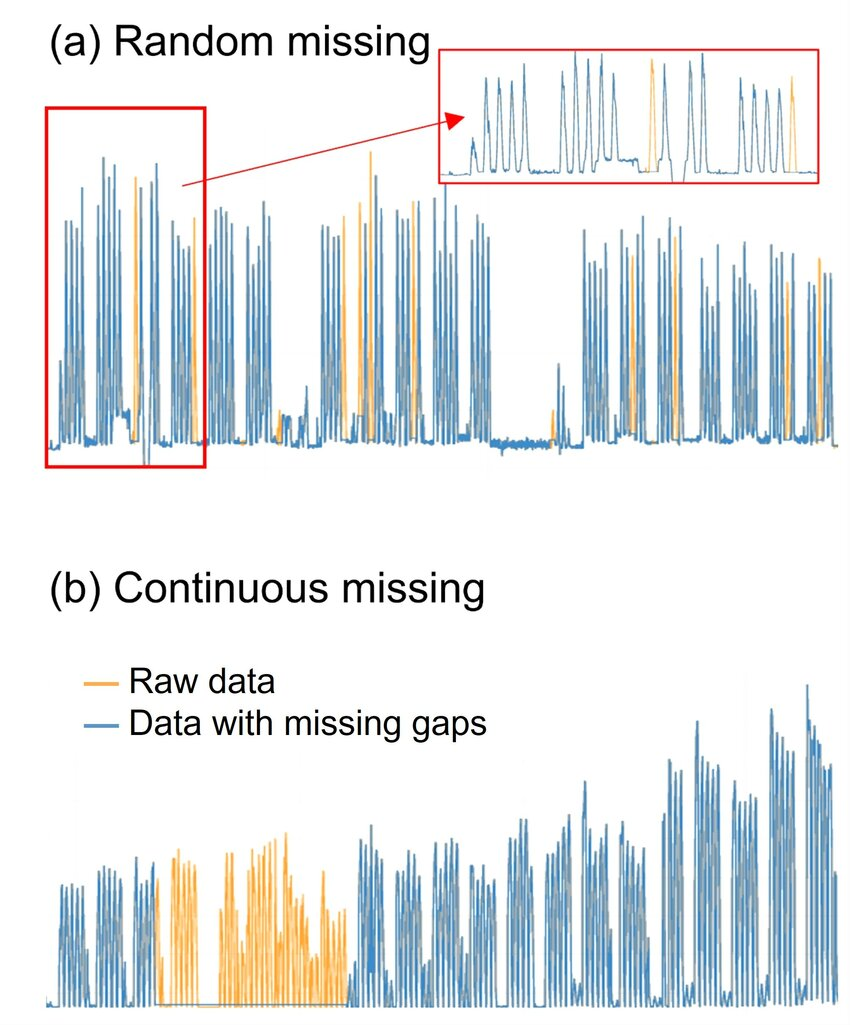 (a) Random missing
(b) Continuous missing
Raw data
Data with missing gaps